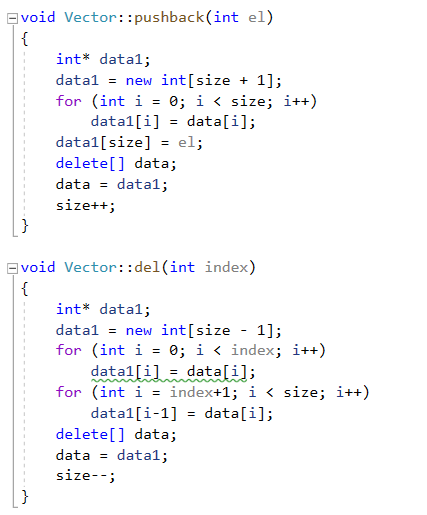 void Vector::pushback(int el)
{
    int* data1;
    data1 = new int[size + 1];
    for (int i = 0; i < size; i++)
        data1[i] = data[i];
    data1[size] = el;
    delete[] data;
    data = data1;
    size++;
}

void Vector::del(int index)
{
    int* data1;
    data1 = new int[size - 1];
    for (int i = 0; i < index; i++)
        data1[i] = data[i];
    for (int i = index+1; i < size; i++)
        data1[i-1] = data[i];
    delete[] data;
    data = data1;
    size--;
}